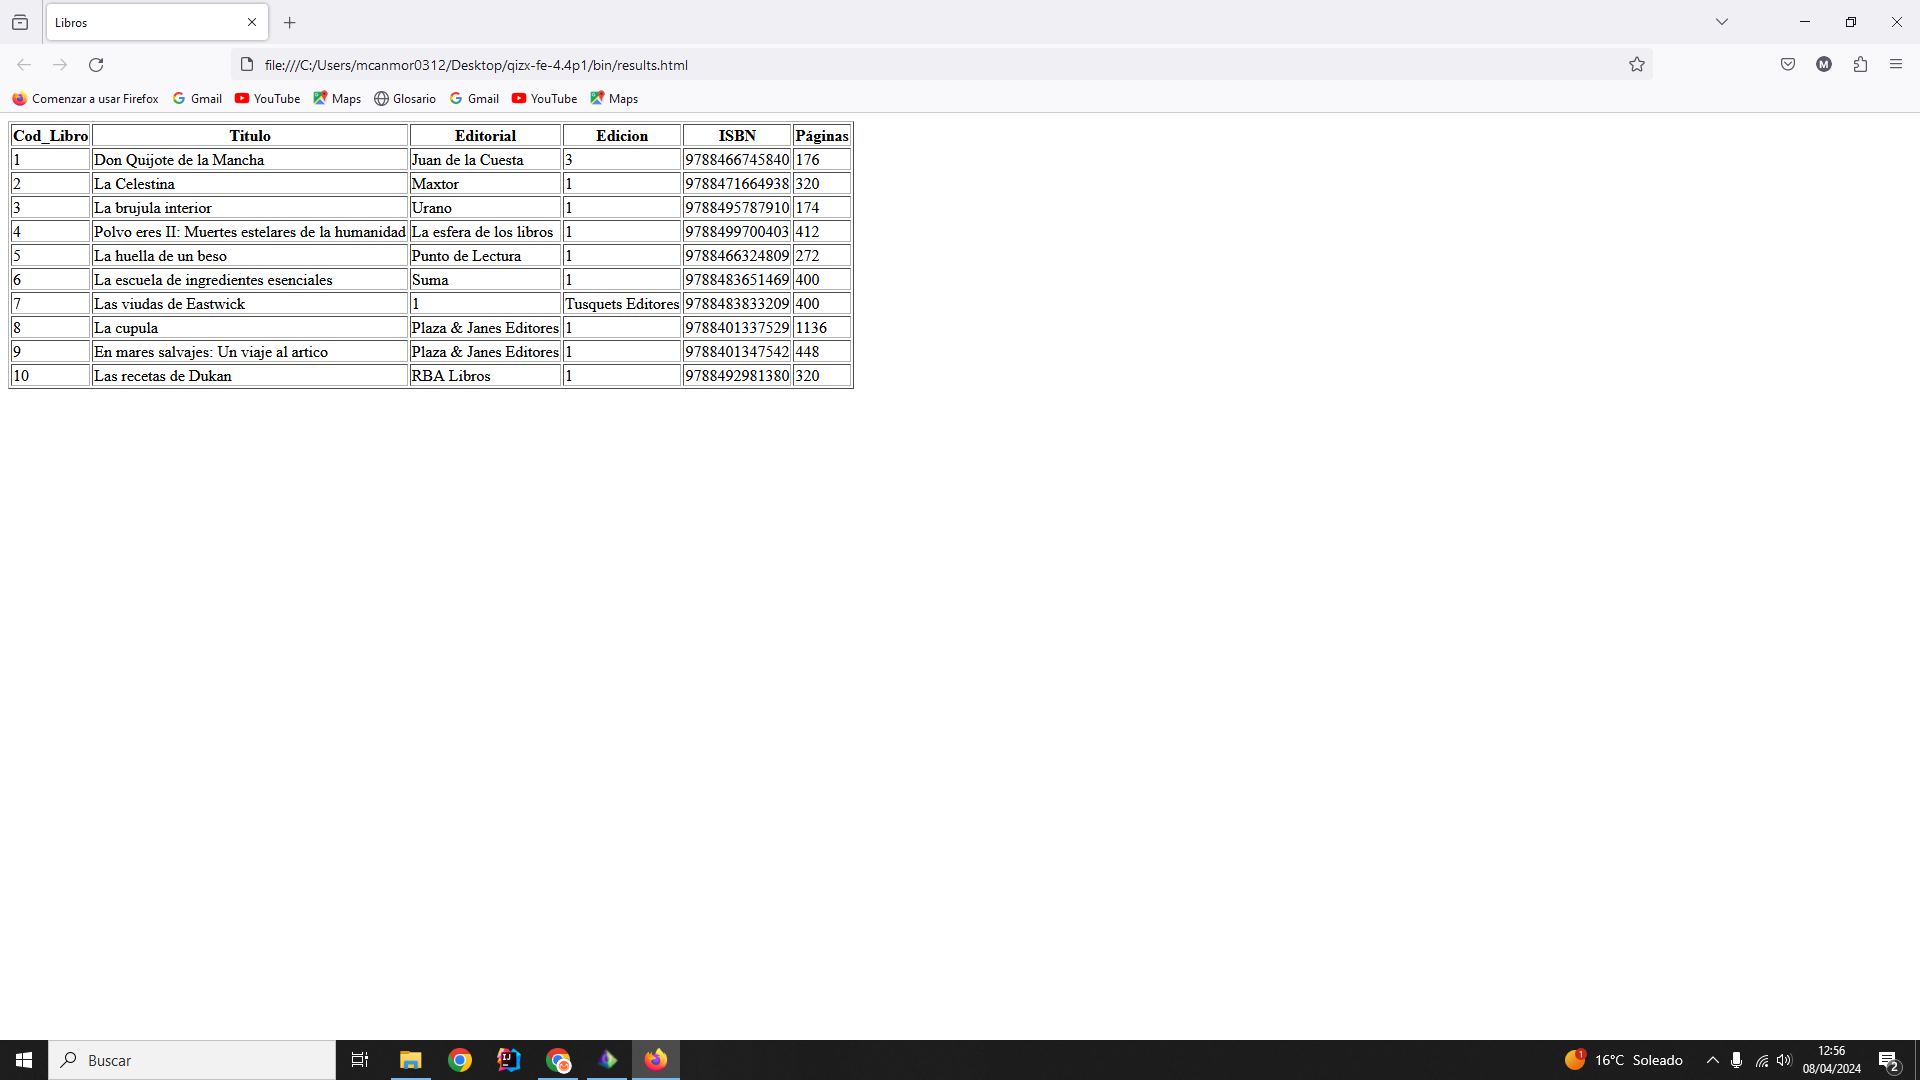 Libros
file:///C:/Users/mcanmor0312/Desktop/qizx-fe-4.4p1/bin/results.html
M
Comenzar a usar Firefox Gmail YouTube Maps Glosario Gmail YouTube Maps
Cod_Libro Titulo Editorial Edicion ISBN Páginas
1 Don Quijote de la Mancha Juan de la Cuesta 3 9788466745840 176
2 La Celestina Maxtor 1 9788471664938 320
3 La brujula interior Urano 1 9788495787910 174
4 Polvo eres II: Muertes estelares de la humanidad La esfera de los libros 1 9788499700403 412
5 La huella de un beso Punto de Lectura 1 9788466324809 272
6 La escuela de ingredientes esenciales Suma 1 9788483651469 400
7 Las viudas de Eastwick 1 Tusquets Editores 9788483833209 400
8 La cupula Plaza & Janes Editores 1 9788401337529 1136
9 En mares salvajes: Un viaje al artico Plaza & Janes Editores 1 9788401347542 448
10 Las recetas de Dukan RBA Libros 1 9788492981380 320
Buscar
IJ
1
16°C Soleado
12:56
08/04/2024
2